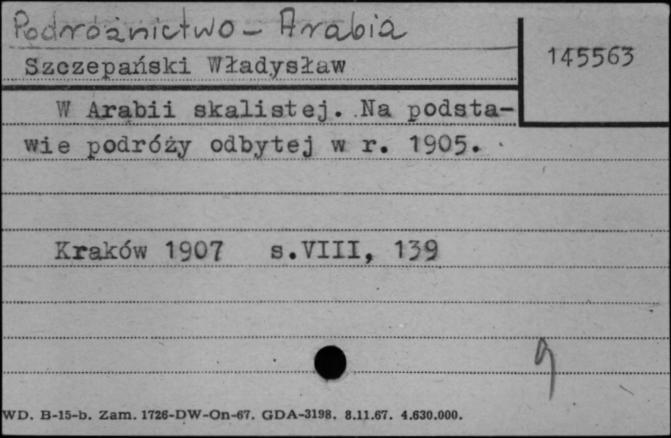 Podróżnictwo - Arabia
145563
Szczepański Władysław
W Arabii skalistej. Na podsta-
wie podróży odbytej w r. 1905.
Kraków 1907 s.VIII, 139
WD. B-15-b. Zam. 1726-DW-On-67. GDA-3198. 8.11.67. 4.630.000.